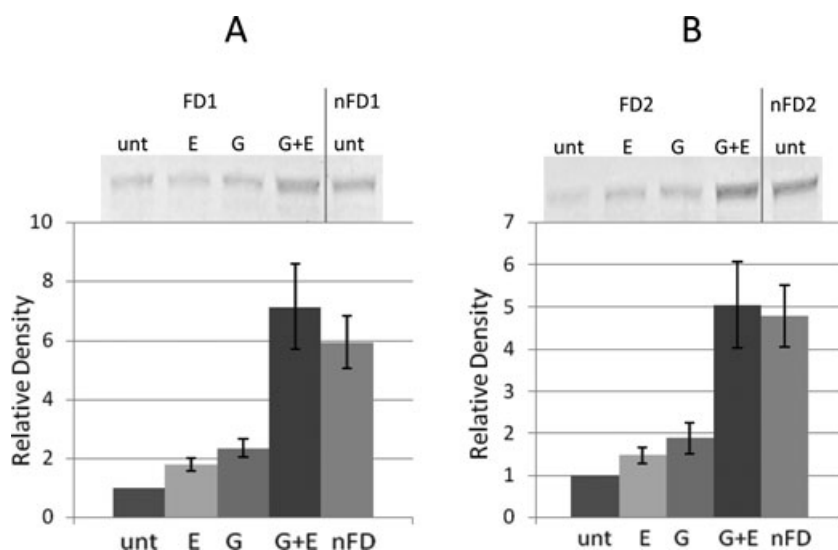 A
FD1 nFD1
unt E G G+E unt
10
8
6
4
2
0
Relative Density
unt E G G+E nFD
B
FD2 nFD2
unt E G G+E unt
7
6
5
4
3
2
1
0
Relative Density
unt E G G+E nFD